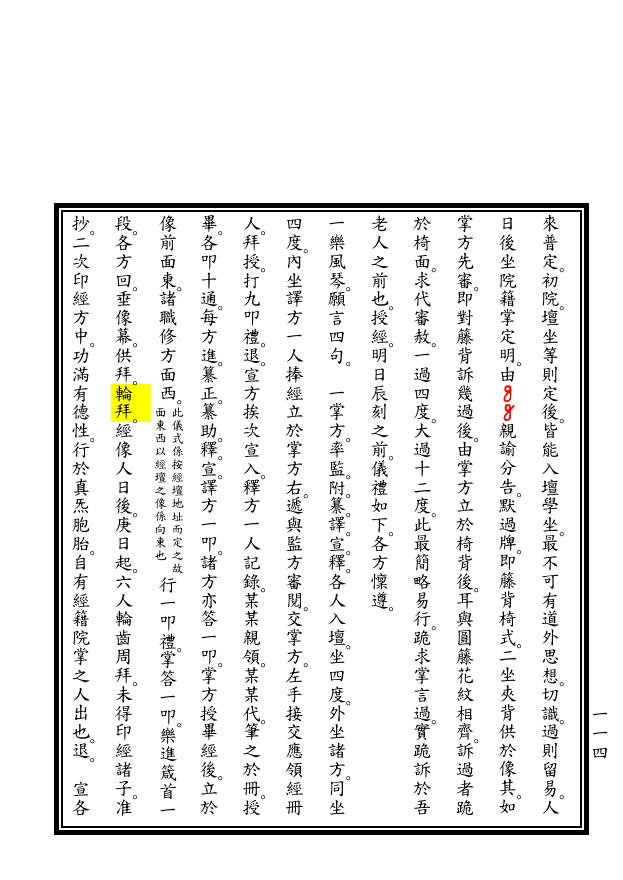 來普定。初院。壇坐等則定後。皆能入壇學坐。最不可有道外思想。切識。過則留易。人
日後坐院籍掌定明。由親諭分告。默過牌。即藤背椅式。二坐夾背供於像其。如
掌方先審。即對藤背訴幾過後。由掌方立於椅背後。耳與圓藤花紋相齊。訴過者跪
於椅面。求代審赦。一過四度。大過十二度。此最簡略易行。跪求掌言過。實跪訴於吾
老人之前也。授經。明日辰刻之前。儀禮如下。各方懍遵。
一樂風琴。願言四句。　一掌方。率監。附。纂。譯。宣。釋。各人入壇。坐四度。外坐諸方。同坐
四度。內坐譯方一人捧經立於掌方右。遞與監方審閱。交掌方。左手接交應領經冊
人。拜授。打九叩禮。退。宣方挨次宣入。釋方一人記錄。某某親領。某某代。筆之於冊。授
畢。各叩十通。每方進。纂正。纂助。釋。宣。譯方一叩。諸方亦答一叩。掌方授畢經後。立於
像前面東。諸職修方面西。此儀式係按經壇地址而定之。故面東西以經壇之像係向東也行一叩禮。掌答一叩。樂進箴首一
段。各方回。垂像幕。供拜。輪拜。經像人日後。庚日起。六人輪齒周拜。未得印經諸子。准
抄。二次印經方中。功滿有德性。行於真炁胞胎。自有經籍院掌之人出也。退。　宣各
一一四